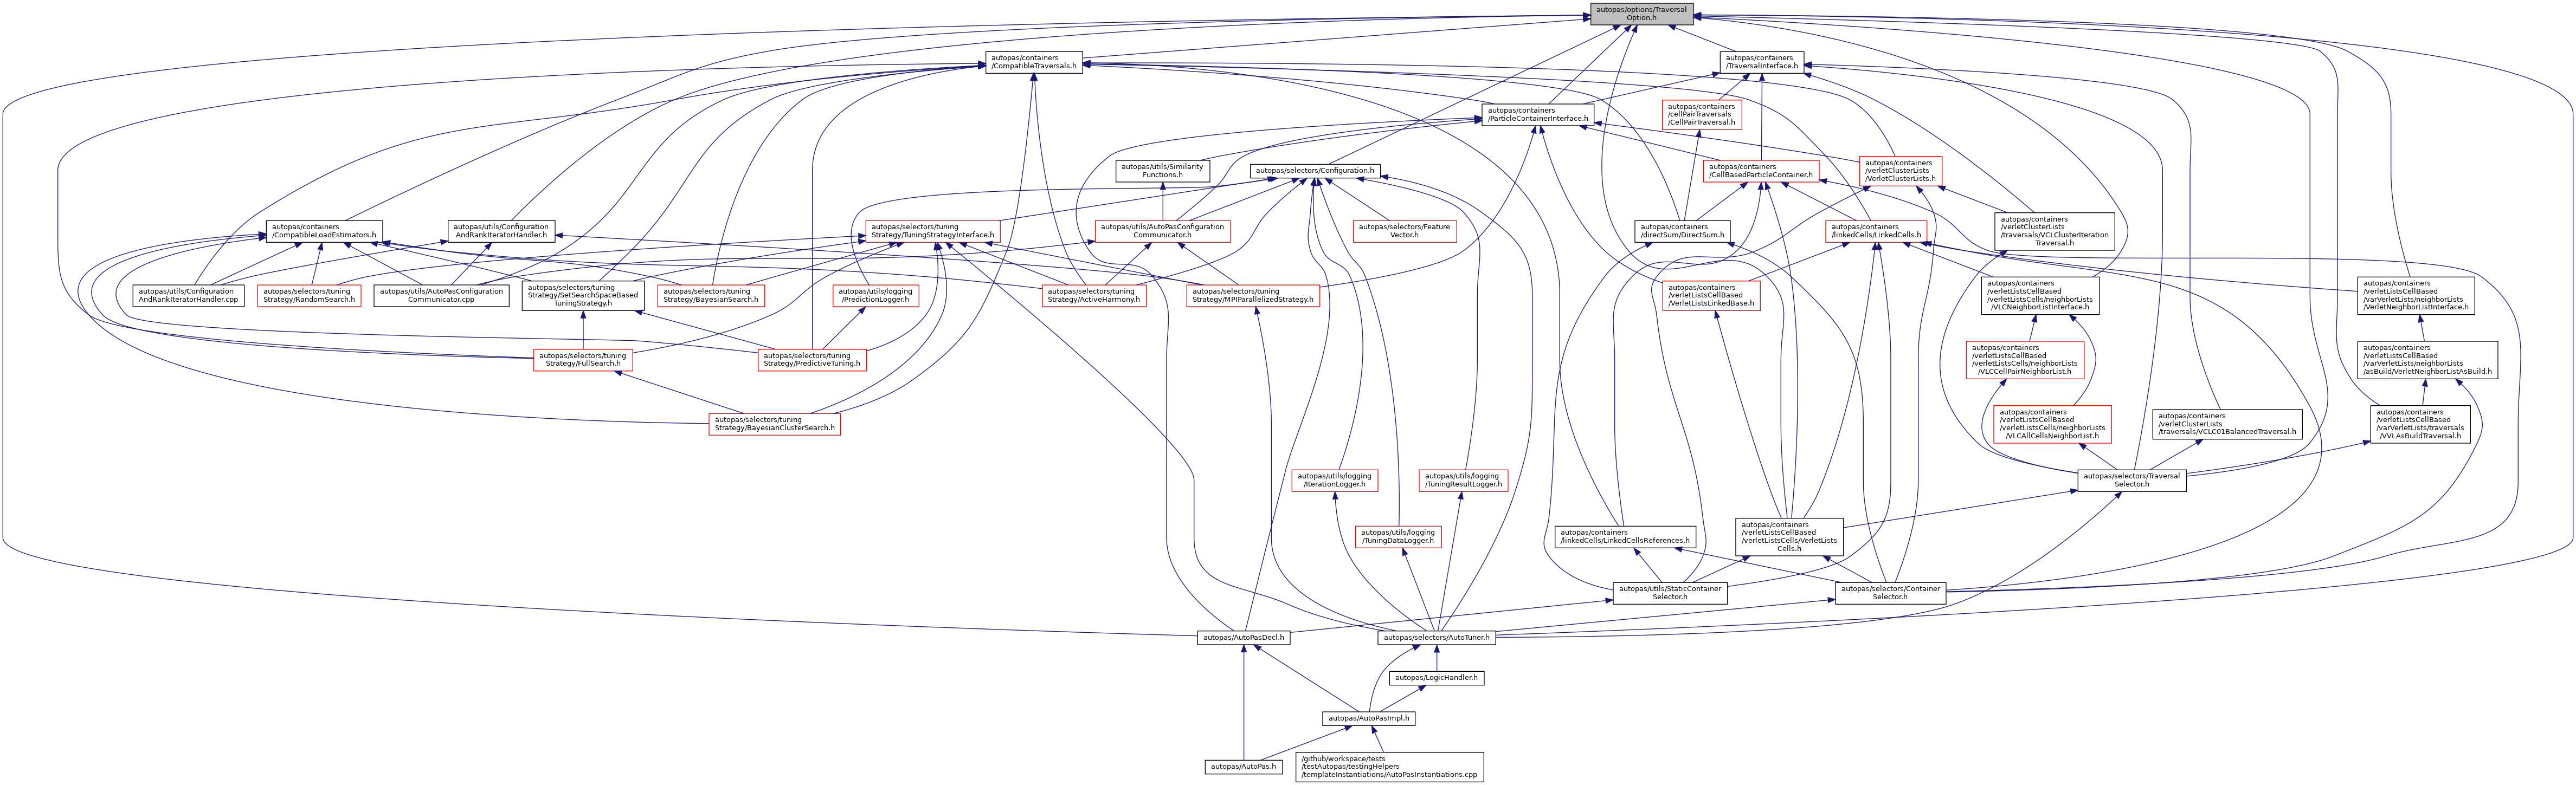 autopas/options/Traversal
Option.h
autopas/containers
/CompatibleTraversals.h
autopas/containers
/TraversalInterface.h
autopas/containers
/cellPairTraversals
/CellPairTraversal.h
autopas/containers
/ParticleContainerInterface.h
autopas/utils/Similarity
Functions.h
autopas/selectors/Configuration.h
autopas/containers
/CellBasedParticleContainer.h
autopas/containers
/verletClusterLists
/VerletClusterLists.h
autopas/containers
/CompatibleLoadEstimators.h
autopas/utils/Configuration
AndRankIteratorHandler.h
autopas/selectors/tuning
Strategy/TuningStrategyInterface.h
autopas/utils/AutoPasConfiguration
Communicator.h
autopas/selectors/Feature
Vector.h
autopas/containers
/directSum/DirectSum.h
autopas/containers
/linkedCells/LinkedCells.h
autopas/containers
/verletClusterLists
/traversals/VCLClusterIteration
Traversal.h
autopas/utils/Configuration
AndRankIteratorHandler.cpp
autopas/selectors/tuning
Strategy/RandomSearch.h
autopas/utils/AutoPasConfiguration
Communicator.cpp
autopas/selectors/tuning
Strategy/SetSearchSpaceBased
TuningStrategy.h
autopas/selectors/tuning
Strategy/BayesianSearch.h
autopas/utils/logging
/PredictionLogger.h
autopas/selectors/tuning
Strategy/ActiveHarmony.h
autopas/selectors/tuning
Strategy/MPIParallelizedStrategy.h
autopas/containers
/verletListsCellBased
/VerletListsLinkedBase.h
autopas/containers
/verletListsCellBased
/verletListsCells/neighborLists
/VLCNeighborListInterface.h
autopas/containers
/verletListsCellBased
/varVerletLists/neighborLists
/VerletNeighborListInterface.h
autopas/selectors/tuning
Strategy/FullSearch.h
autopas/selectors/tuning
Strategy/PredictiveTuning.h
autopas/containers
/verletListsCellBased
/verletListsCells/neighborLists
/VLCCellPairNeighborList.h
autopas/containers
/verletListsCellBased
/varVerletLists/neighborLists
/asBuild/VerletNeighborListAsBuild.h
autopas/selectors/tuning
Strategy/BayesianClusterSearch.h
autopas/containers
/verletListsCellBased
/verletListsCells/neighborLists
/VLCAllCellsNeighborList.h
autopas/containers
/verletClusterLists
/traversals/VCLC01BalancedTraversal.h
autopas/containers
/verletListsCellBased
/varVerletLists/traversals
/VVLAsBuildTraversal.h
autopas/utils/logging
/IterationLogger.h
autopas/utils/logging
/TuningResultLogger.h
autopas/selectors/Traversal
Selector.h
autopas/utils/logging
/TuningDataLogger.h
autopas/containers
/linkedCells/LinkedCellsReferences.h
autopas/containers
/verletListsCellBased
/verletListsCells/VerletLists
Cells.h
autopas/utils/StaticContainer
Selector.h
autopas/selectors/Container
Selector.h
autopas/AutoPasDecl.h
autopas/selectors/AutoTuner.h
autopas/LogicHandler.h
autopas/AutoPasImpl.h
autopas/AutoPas.h
/github/workspace/tests
/testAutopas/testingHelpers
/templateInstantiations/AutoPasInstantiations.cpp